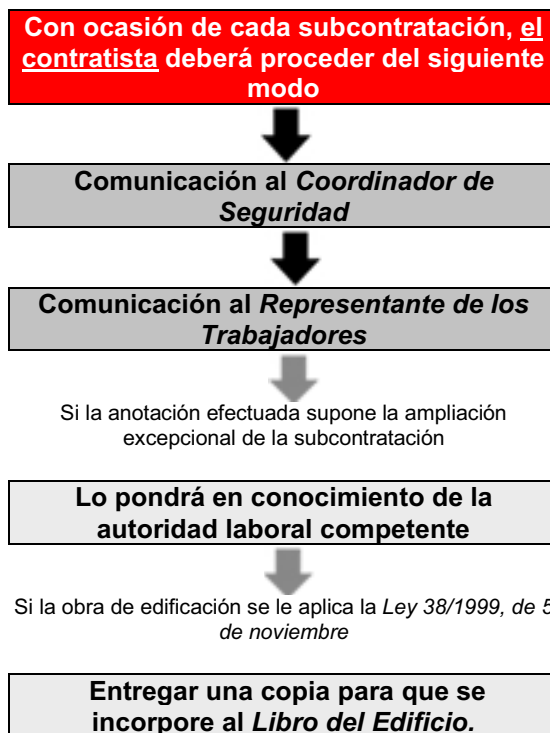 Con ocasión de cada subcontratación, el
contratista deberá proceder del siguiente
modo
Comunicación al Coordinador de
Seguridad
Comunicación al Representante de los
Trabajadores
Si la anotación efectuada supone la ampliación
excepcional de la subcontratación
Lo pondrá en conocimiento de la
autoridad laboral competente
Si la obra de edificación se le aplica la Ley 38/1999, de 5
de noviembre
Entregar una copia para que se
incorpore al Libro del Edificio.